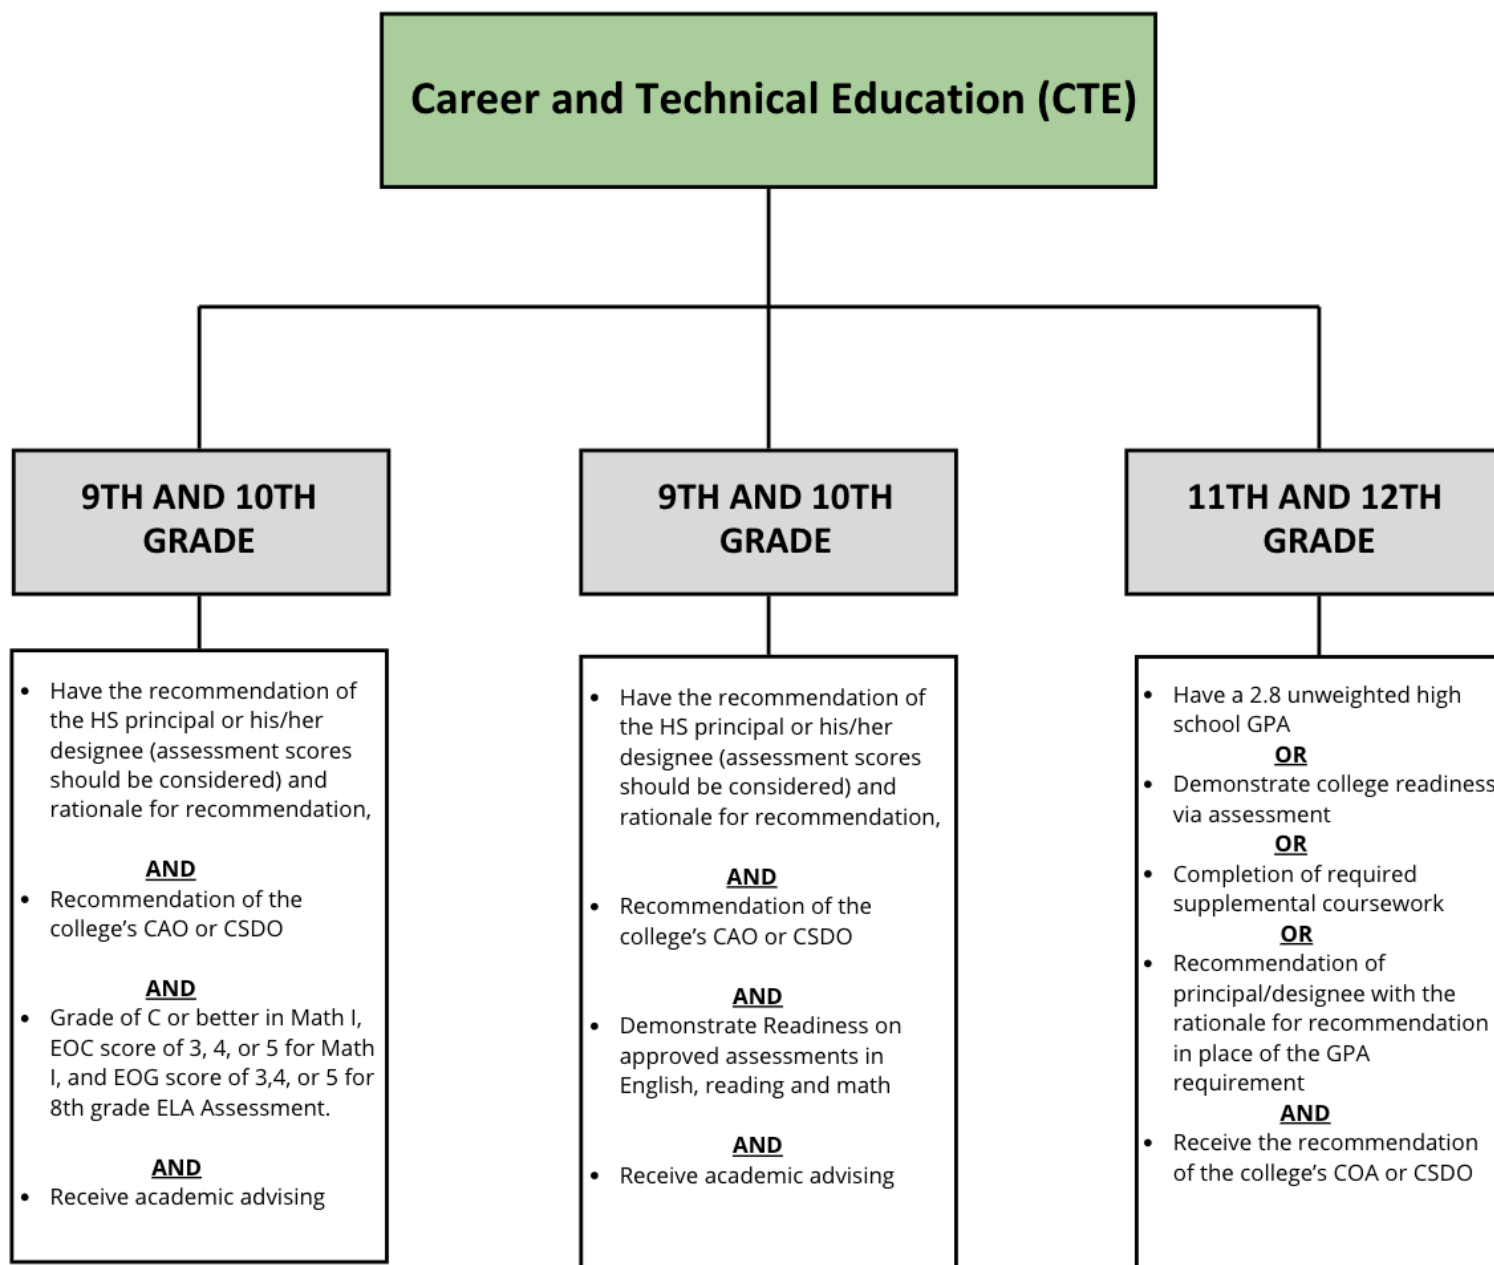 Career and Technical Education (CTE)
9TH AND 10TH
GRADE
• Have the recommendation of
the HS principal or his/her
designee (assessment scores
should be considered) and
rationale for recommendation,
AND
• Recommendation of the
college’s CAO or CSDO
AND
• Grade of C or better in Math I,
EOC score of 3, 4, or 5 for Math
I, and EOG score of 3,4, or 5 for
8th grade ELA Assessment.
AND
• Receive academic advising
9TH AND 10TH
GRADE
• Have the recommendation of
the HS principal or his/her
designee (assessment scores
should be considered) and
rationale for recommendation,
AND
• Recommendation of the
college’s CAO or CSDO
AND
• Demonstrate Readiness on
approved assessments in
English, reading and math
AND
• Receive academic advising
11TH AND 12TH
GRADE
• Have a 2.8 unweighted high
school GPA
OR
• Demonstrate college readiness
via assessment
OR
• Completion of required
supplemental coursework
OR
• Recommendation of
principal/designee with the
rationale for recommendation
in place of the GPA
requirement
AND
• Receive the recommendation
of the college’s COA or CSDO